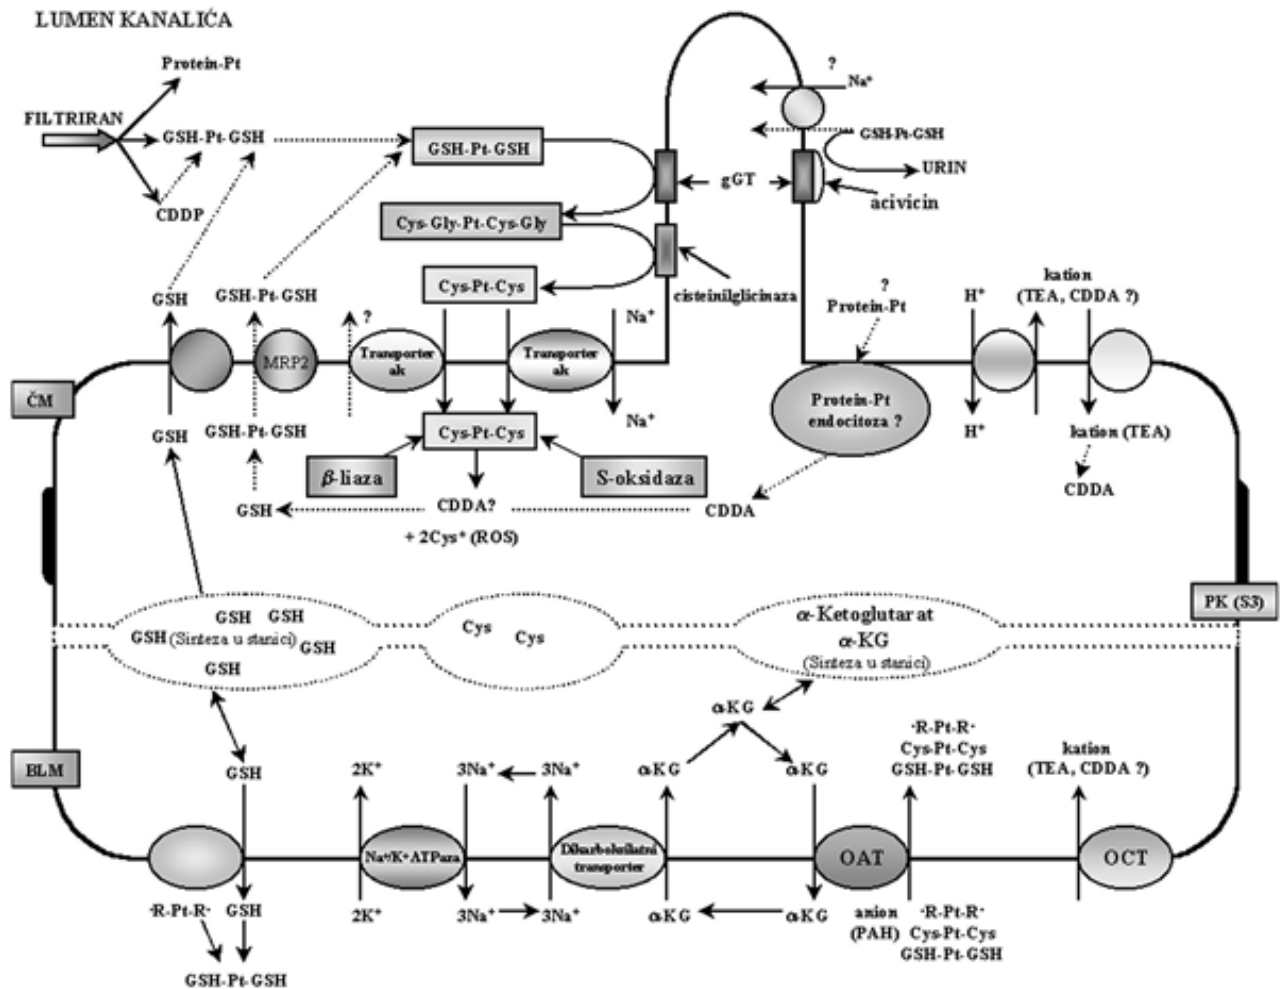 LUMEN KANALIĆA
Protein-Pt
FILTRIRAN
GSH-Pt-GSH
CDDP
GSH-Pt-GSH
Cys-Gly-Pt-Cys-Gly
Cys-Pt-Cys
gGT
cisteinilglicinaza
?
Na⁺
GSH-Pt-GSH
URIN
acivicin
GSH
GSH-Pt-GSH
?
Na⁺
?
Protein-Pt
H⁺
kation
(TEA, CDDA ?)
MRP2
Transporter
ak
Transporter
ak
ČM
Protein-Pt
endocitoza ?
GSH
GSH-Pt-GSH
Cys-Pt-Cys
Na⁺
H⁺
kation (TEA)
β-liaza
S-oksidaza
CDDA
GSH
CDDA?
CDDA
+ 2Cys* (ROS)
PK (S3)
GSH
GSH
GSH (Sinteza u stanici)
GSH
GSH
Cys
Cys
α-Ketoglutarat
α-KG
(Sinteza u stanici)
α-KG
BLM
GSH
2K⁺
3Na⁺
3Na⁺
α-KG
α-KG
⁻R-Pt-R⁻
Cys-Pt-Cys
GSH-Pt-GSH
kation
(TEA, CDDA ?)
Na⁺/K⁺ATPaza
Dikarboksilatni
transporter
OAT
OCT
⁻R-Pt-R⁻
GSH
2K⁺
3Na⁺
3Na⁺
α-KG
α-KG
anion
(PAH)
⁻R-Pt-R⁻
Cys-Pt-Cys
GSH-Pt-GSH
GSH-Pt-GSH